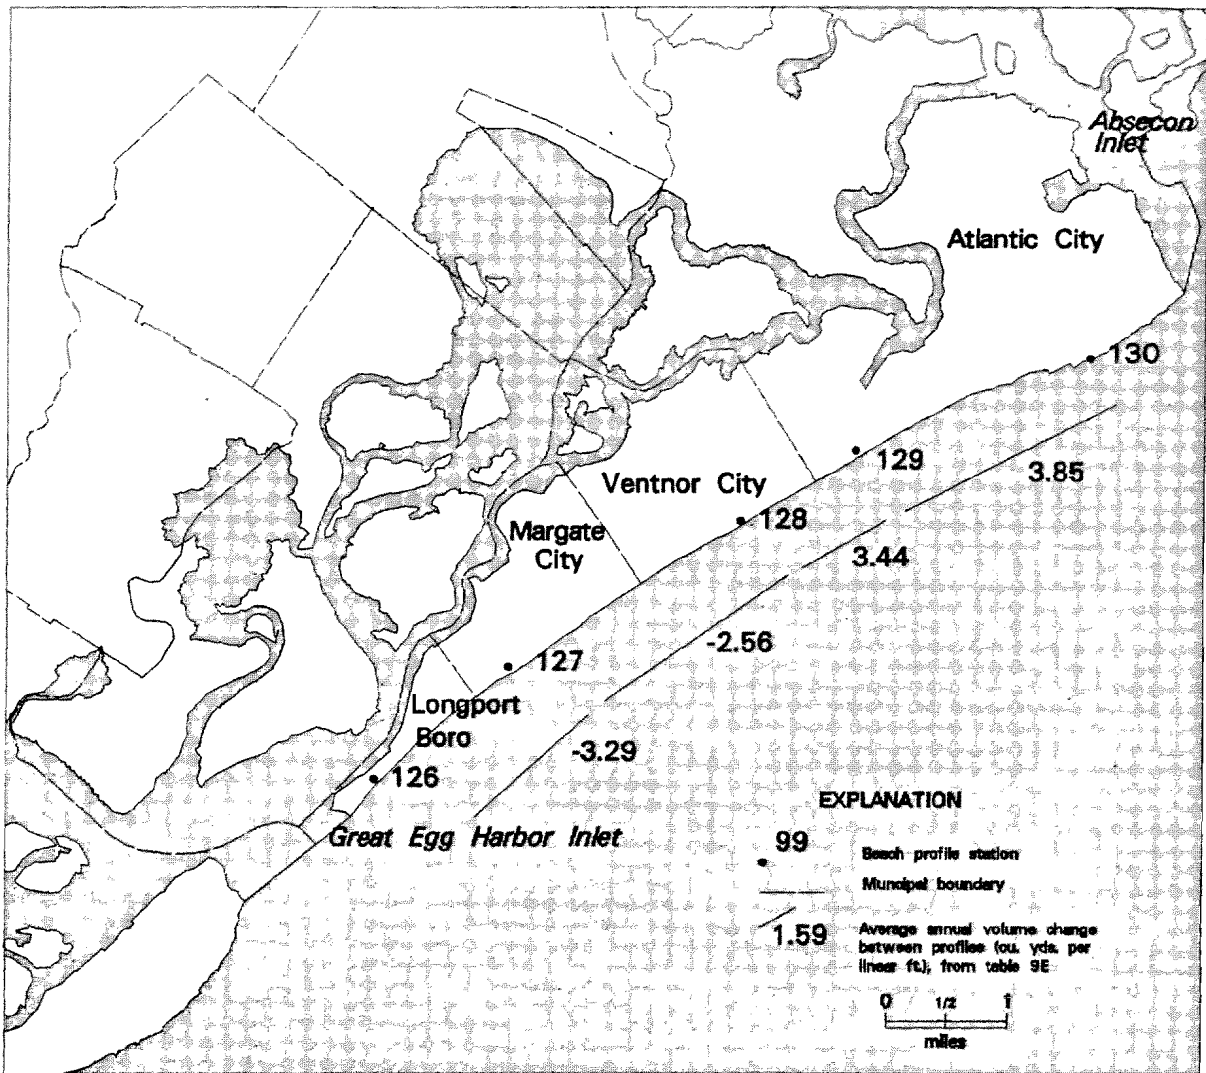 Absecon
Inlet
Atlantic City
130
129
3.85
Ventnor City
128
Margate
City
3.44
-2.56
127
Longport
Boro
-3.29
126
EXPLANATION
Great Egg Harbor Inlet
99
Beach profile station
Muncipal boundary
1.59
Average annual volume change
between profiles (cu. yds. per
linear ft.), from table 9E
0 1/2 1
miles